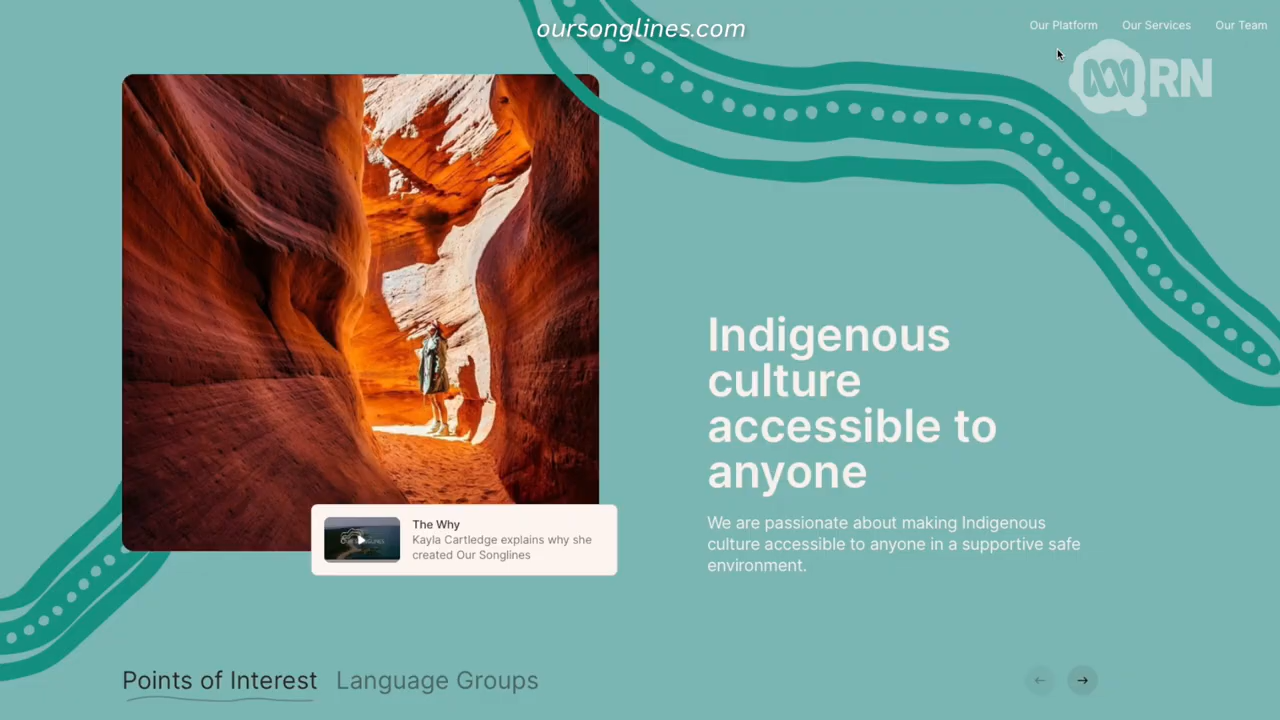 oursonglines.com
Our Platform Our Services Our Team
RN
Indigenous
culture
accessible to
anyone
We are passionate about making Indigenous
culture accessible to anyone in a supportive safe
environment.
The Why
Kayla Cartledge explains why she
created Our Songlines
Points of Interest Language Groups